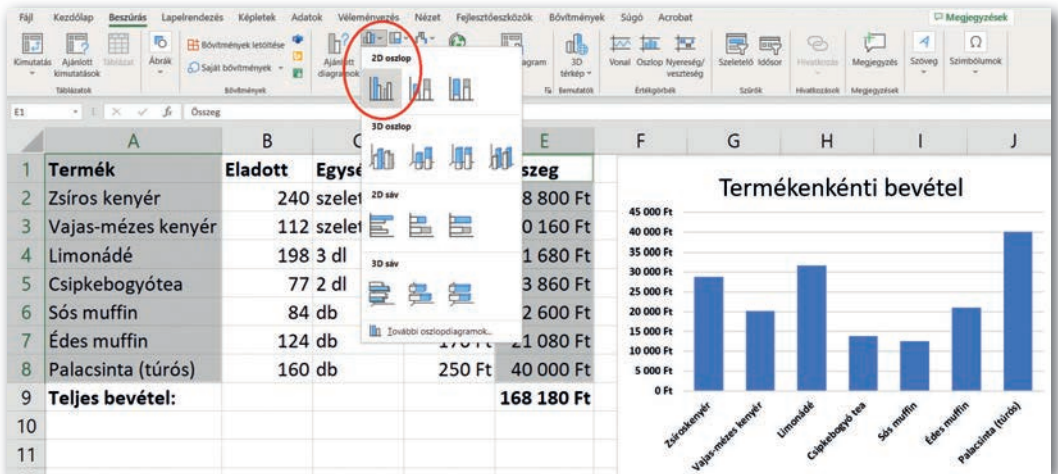 Fájl Kezdőlap Beszúrás Lapelrendezés Képletek Adatok Véleményezés Nézet Fejlesztőeszközök Bővítmények Súgó Acrobat Megjegyzések
Kimutatás Ajánlott kimutatások Táblázat Ábrák Bővítmények letöltése Saját bővítmények Ajánlott diagramok agram 3D térkép Vonal Oszlop Nyereség/veszteség Szeletelő Idősor Hivatkozás Megjegyzés Szöveg Szimbólumok
Táblázatok Bővítmények Bemutatók Értékgörbék Szűrők Hivatkozások Megjegyzések
E1 fx Összeg
2D oszlop
3D oszlop
2D sáv
3D sáv
További oszlopdiagramok...
A B C E F G H I J
1 Termék Eladott Egysé szeg
2 Zsíros kenyér 240 szelet 8 800 Ft
3 Vajas-mézes kenyér 112 szelet 0 160 Ft
4 Limonádé 198 3 dl 1 680 Ft
5 Csipkebogyótea 77 2 dl 3 860 Ft
6 Sós muffin 84 db 2 600 Ft
7 Édes muffin 124 db 170 Ft 21 080 Ft
8 Palacsinta (túrós) 160 db 250 Ft 40 000 Ft
9 Teljes bevétel: 168 180 Ft
10
11
Termékenkénti bevétel
45 000 Ft
40 000 Ft
35 000 Ft
30 000 Ft
25 000 Ft
20 000 Ft
15 000 Ft
10 000 Ft
5 000 Ft
0 Ft
Zsíroskenyér
Vajas-mézes kenyér
Limonádé
Csipkebogyó tea
Sós muffin
Édes muffin
Palacsinta (túrós)